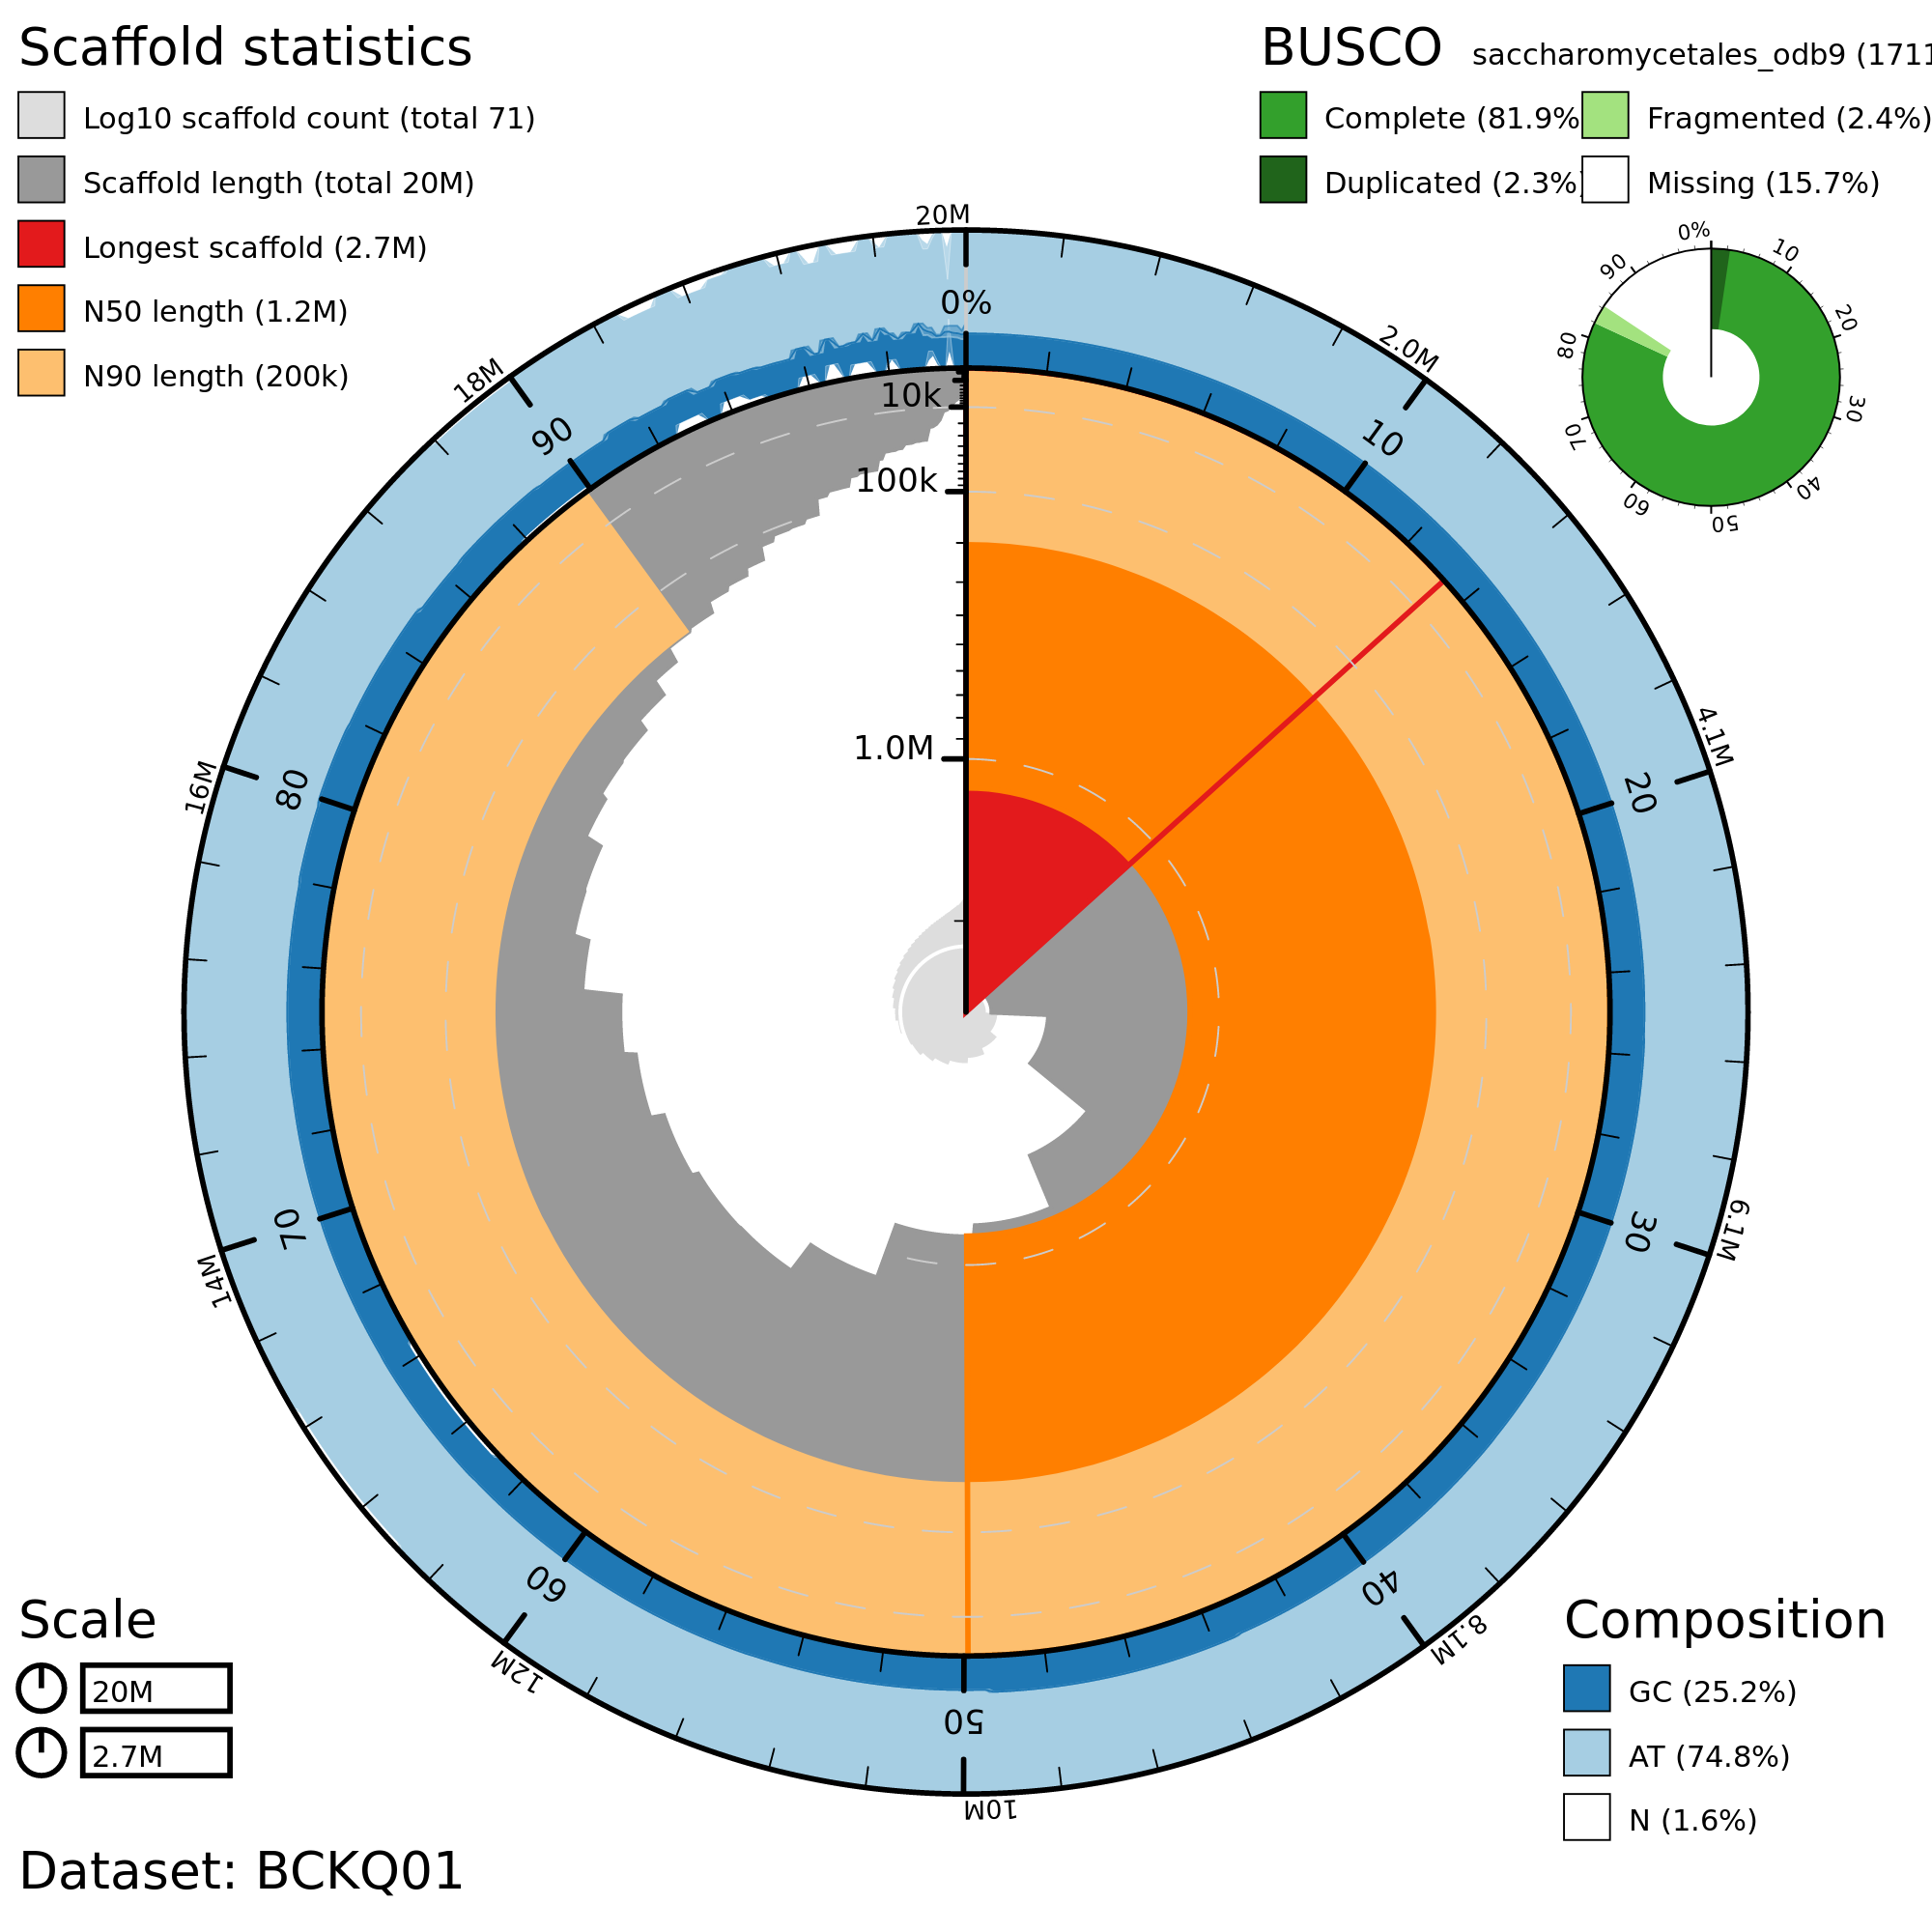 Scaffold statistics
Log10 scaffold count (total 71)
Scaffold length (total 20M)
Longest scaffold (2.7M)
N50 length (1.2M)
N90 length (200k)
BUSCO saccharomycetales_odb9 (1711
Complete (81.9%
Fragmented (2.4%)
Duplicated (2.3%)
Missing (15.7%)
0%
10
20
30
40
50
60
70
80
90
20M
2.0M
4.1M
6.1M
8.1M
10M
12M
14M
16M
18M
0%
10
20
30
40
50
60
70
80
90
10k
100k
1.0M
Scale
20M
2.7M
Composition
GC (25.2%)
AT (74.8%)
N (1.6%)
Dataset: BCKQ01